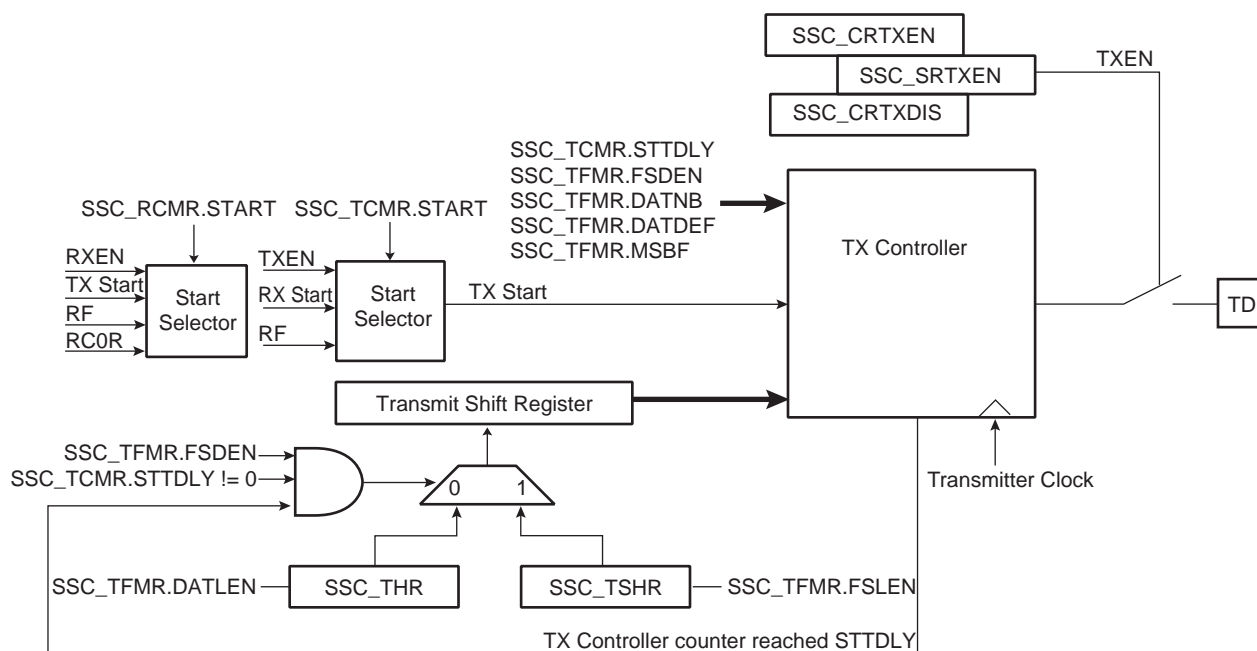 SSC_CRTXEN
SSC_SRTXEN
TXEN
SSC_CRTXDIS
SSC_TCMR.STTDLY
SSC_TFMR.FSDEN
SSC_TFMR.DATNB
SSC_TFMR.DATDEF
SSC_TFMR.MSBF
SSC_RCMR.START
SSC_TCMR.START
TX Controller
RXEN
TX Start
RF
RC0R
Start
Selector
TXEN
RX Start
RF
Start
Selector
TX Start
TD
Transmit Shift Register
SSC_TFMR.FSDEN
SSC_TCMR.STTDLY != 0
0
1
Transmitter Clock
SSC_TFMR.DATLEN
SSC_THR
SSC_TSHR
SSC_TFMR.FSLEN
TX Controller counter reached STTDLY